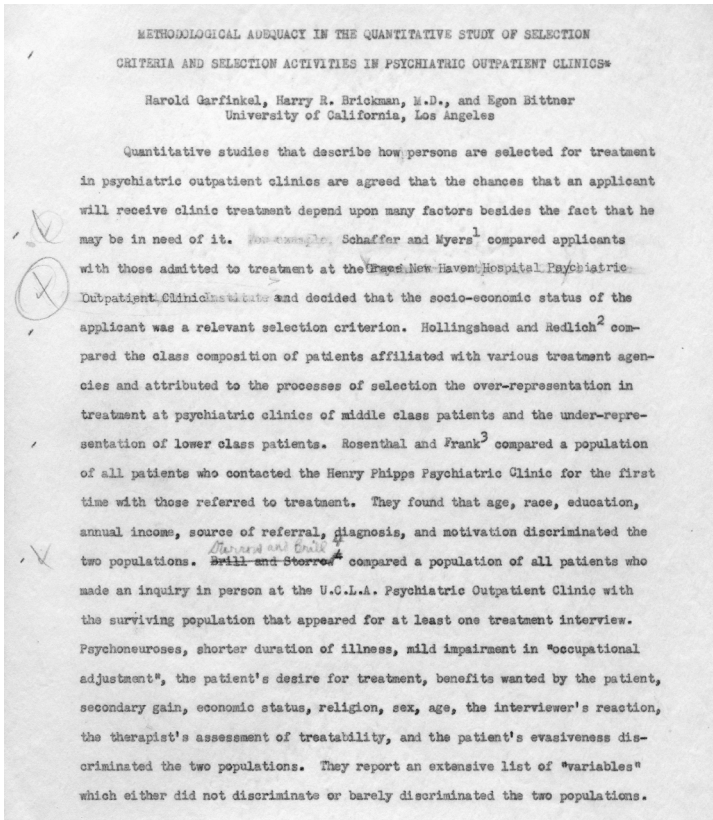 METHODOLOGICAL ADEQUACY IN THE QUANTITATIVE STUDY OF SELECTION
CRITERIA AND SELECTION ACTIVITIES IN PSYCHIATRIC OUTPATIENT CLINICS*
Harold Garfinkel, Harry R. Brickman, M.D., and Egon Bittner
University of California, Los Angeles
Quantitative studies that describe how persons are selected for treatment
in psychiatric outpatient clinics are agreed that the chances that an applicant
will receive clinic treatment depend upon many factors besides the fact that he
may be in need of it. For example, Schaffer and Myers1 compared applicants
with those admitted to treatment at the Grace New Haven Hospital Psychiatric
Outpatient Clinic and decided that the socio-economic status of the
applicant was a relevant selection criterion. Hollingshead and Redlich2 com-
pared the class composition of patients affiliated with various treatment agen-
cies and attributed to the processes of selection the over-representation in
treatment at psychiatric clinics of middle class patients and the under-repre-
sentation of lower class patients. Rosenthal and Frank3 compared a population
of all patients who contacted the Henry Phipps Psychiatric Clinic for the first
time with those referred to treatment. They found that age, race, education,
annual income, source of referral, diagnosis, and motivation discriminated the
Storrow and Brill4
two populations. Brill and Storrow4 compared a population of all patients who
made an inquiry in person at the U.C.L.A. Psychiatric Outpatient Clinic with
the surviving population that appeared for at least one treatment interview.
Psychoneuroses, shorter duration of illness, mild impairment in "occupational
adjustment", the patient's desire for treatment, benefits wanted by the patient,
secondary gain, economic status, religion, sex, age, the interviewer's reaction,
the therapist's assessment of treatability, and the patient's evasiveness dis-
criminated the two populations. They report an extensive list of "variables"
which either did not discriminate or barely discriminated the two populations.